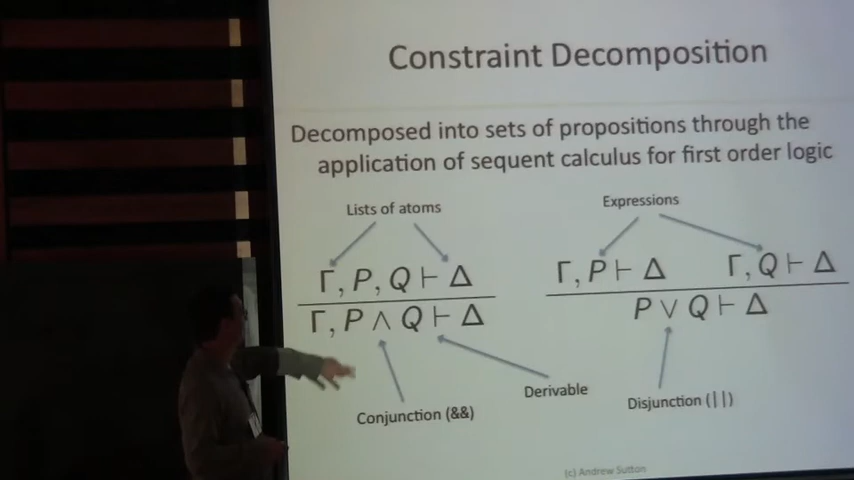 Constraint Decomposition
Decomposed into sets of propositions through the
application of sequent calculus for first order logic
Lists of atoms
Expressions
Γ, P, Q ⊢ Δ
Γ, P ∧ Q ⊢ Δ
Γ, P ⊢ Δ Γ, Q ⊢ Δ
P ∨ Q ⊢ Δ
Conjunction (&&)
Derivable
Disjunction (||)
(c) Andrew Sutton